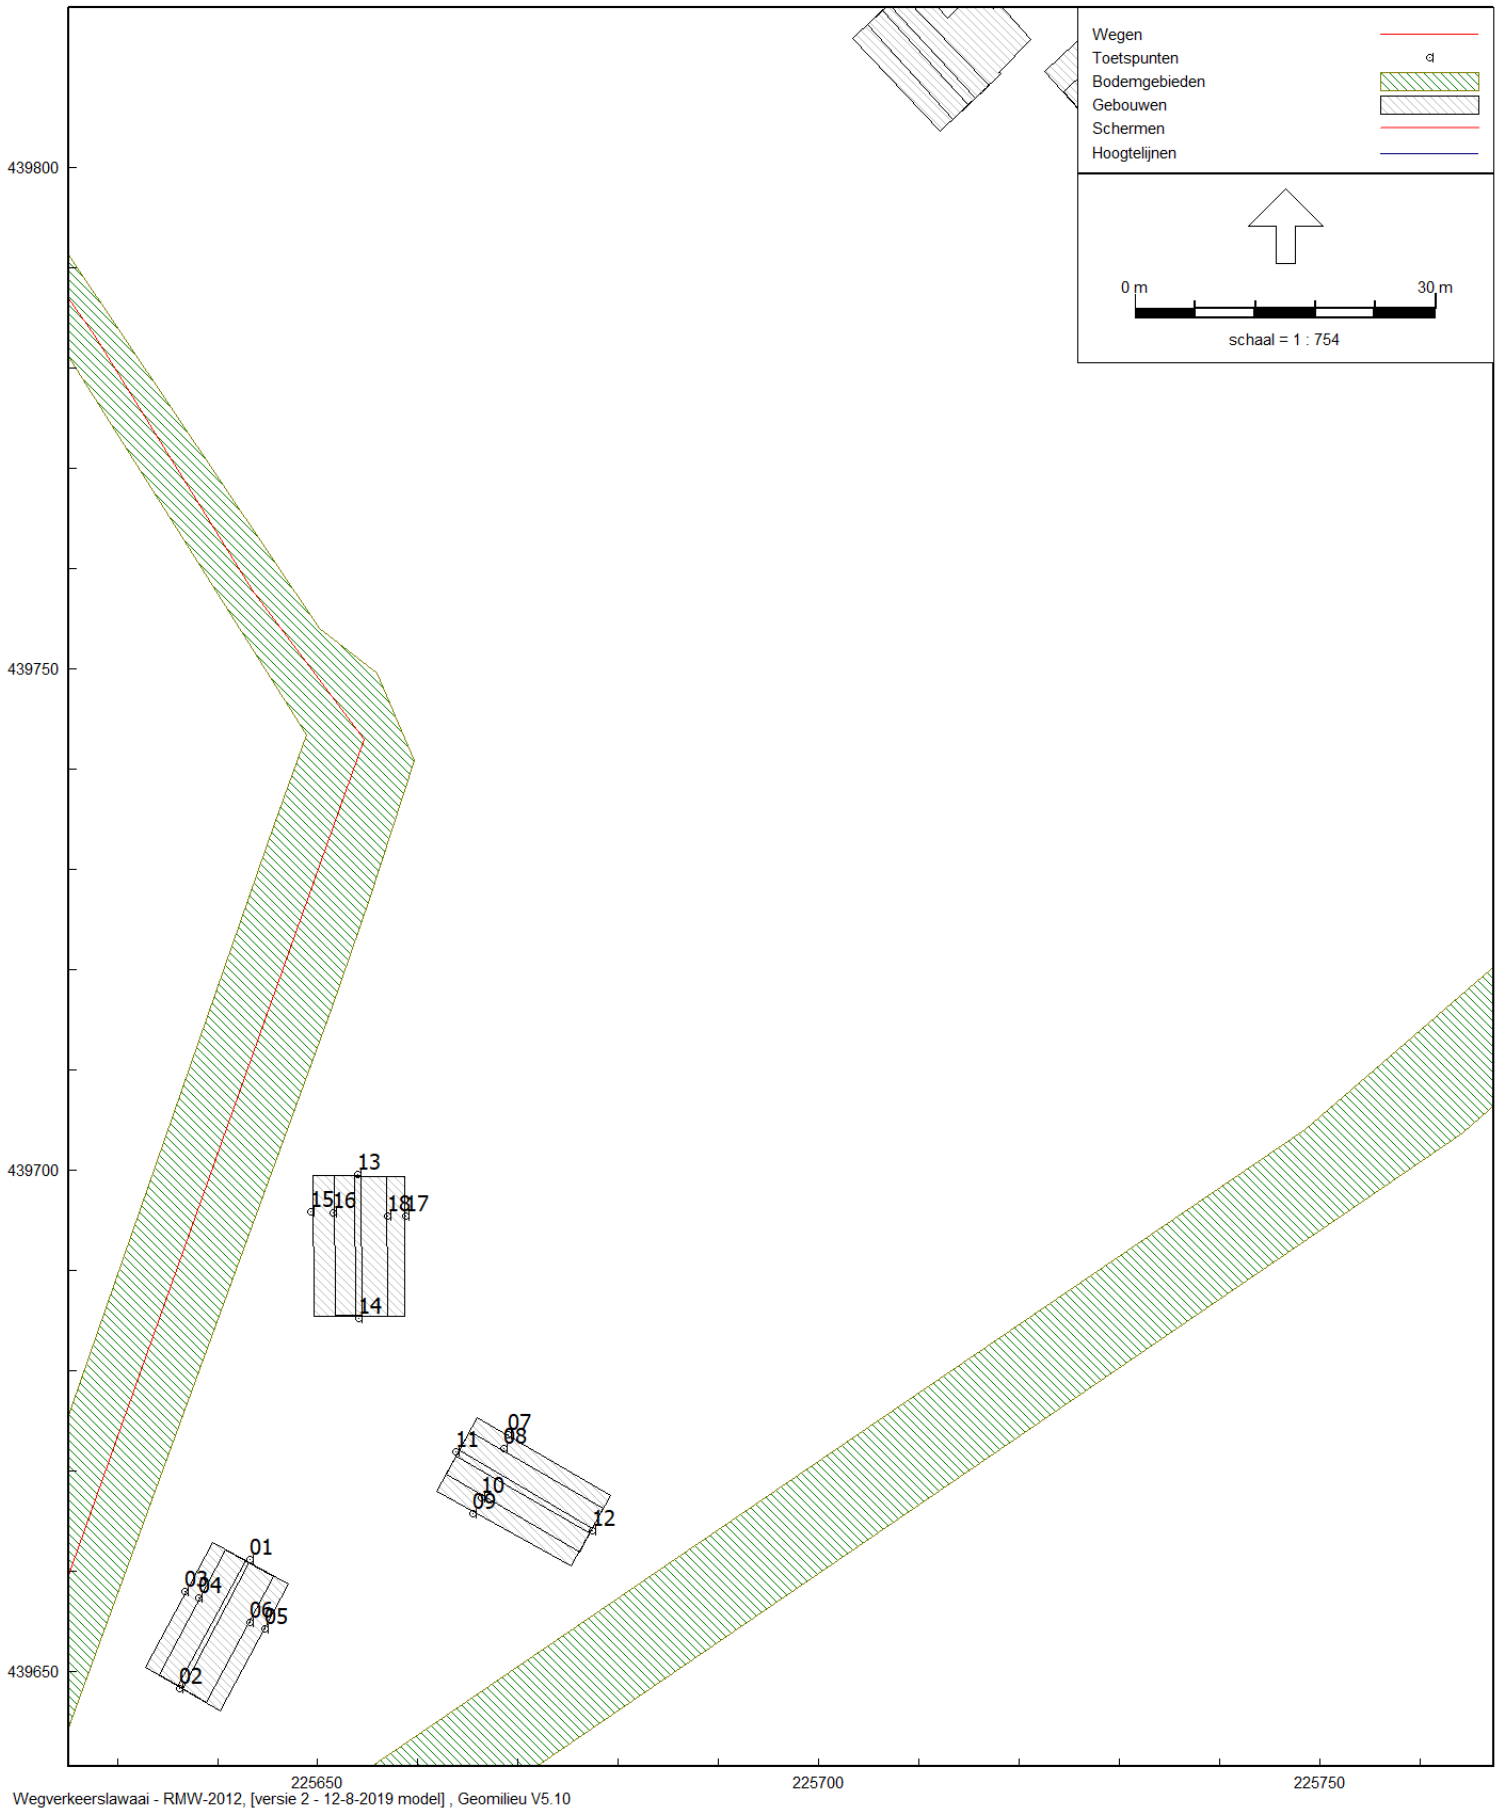 Wegen
Toetspunten
Bodemgebieden
Gebouwen
Schermen
Hoogtelijnen
0 m 30 m
schaal = 1 : 754
439800
439750
439700
439650
13
15 16 18 17
14
07
08
11
10
09
12
01
03 04
06 05
02
225650 225700 225750
Wegverkeerslawaai - RMW-2012, [versie 2 - 12-8-2019 model] , Geomilieu V5.10